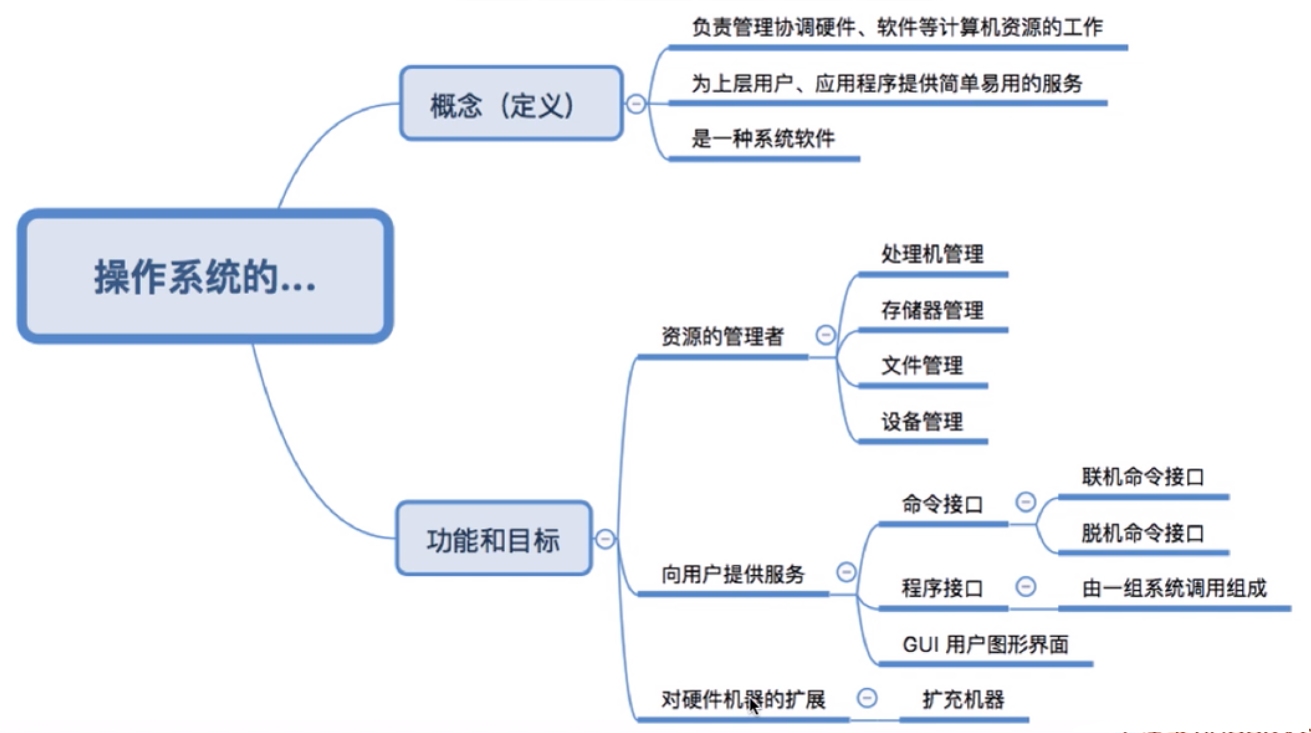 负责管理协调硬件、软件等计算机资源的工作
概念（定义）
为上层用户、应用程序提供简单易用的服务
是一种系统软件
操作系统的...
处理机管理
存储器管理
资源的管理者
文件管理
设备管理
联机命令接口
命令接口
脱机命令接口
功能和目标
向用户提供服务
程序接口
由一组系统调用组成
GUI 用户图形界面
对硬件机器的扩展
扩充机器